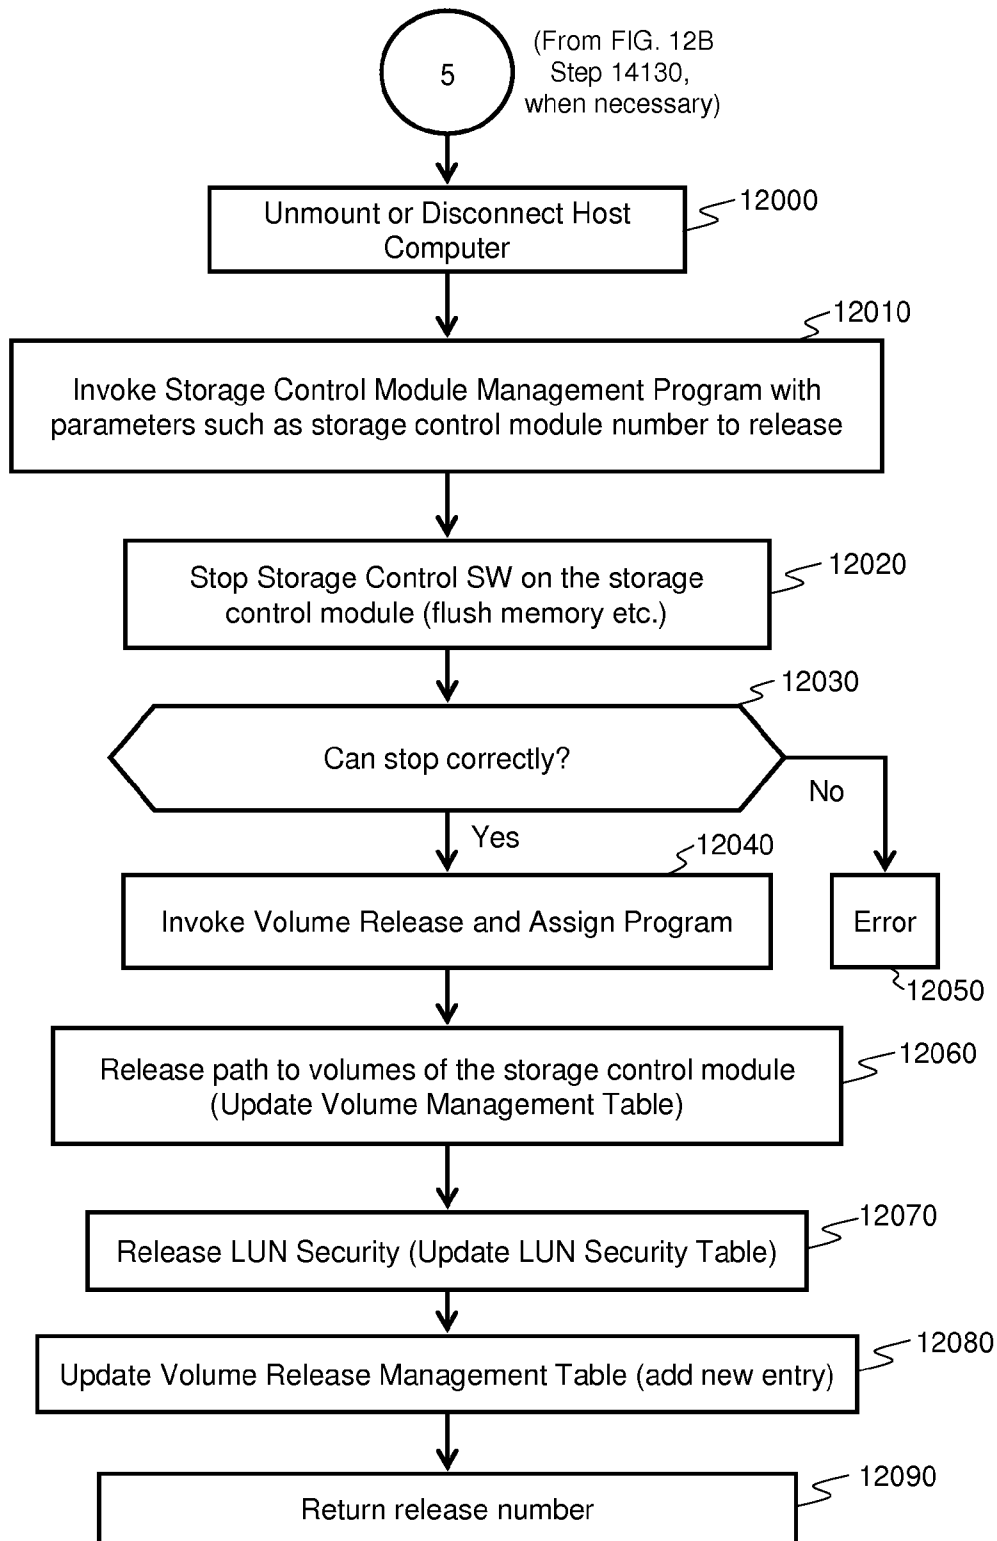 5
(From FIG. 12B
Step 14130,
when necessary)
12000
Unmount or Disconnect Host
Computer
12010
Invoke Storage Control Module Management Program with
parameters such as storage control module number to release
12020
Stop Storage Control SW on the storage
control module (flush memory etc.)
12030
Can stop correctly?
No
Yes
12040
Invoke Volume Release and Assign Program
Error
12050
12060
Release path to volumes of the storage control module
(Update Volume Management Table)
12070
Release LUN Security (Update LUN Security Table)
12080
Update Volume Release Management Table (add new entry)
12090
Return release number